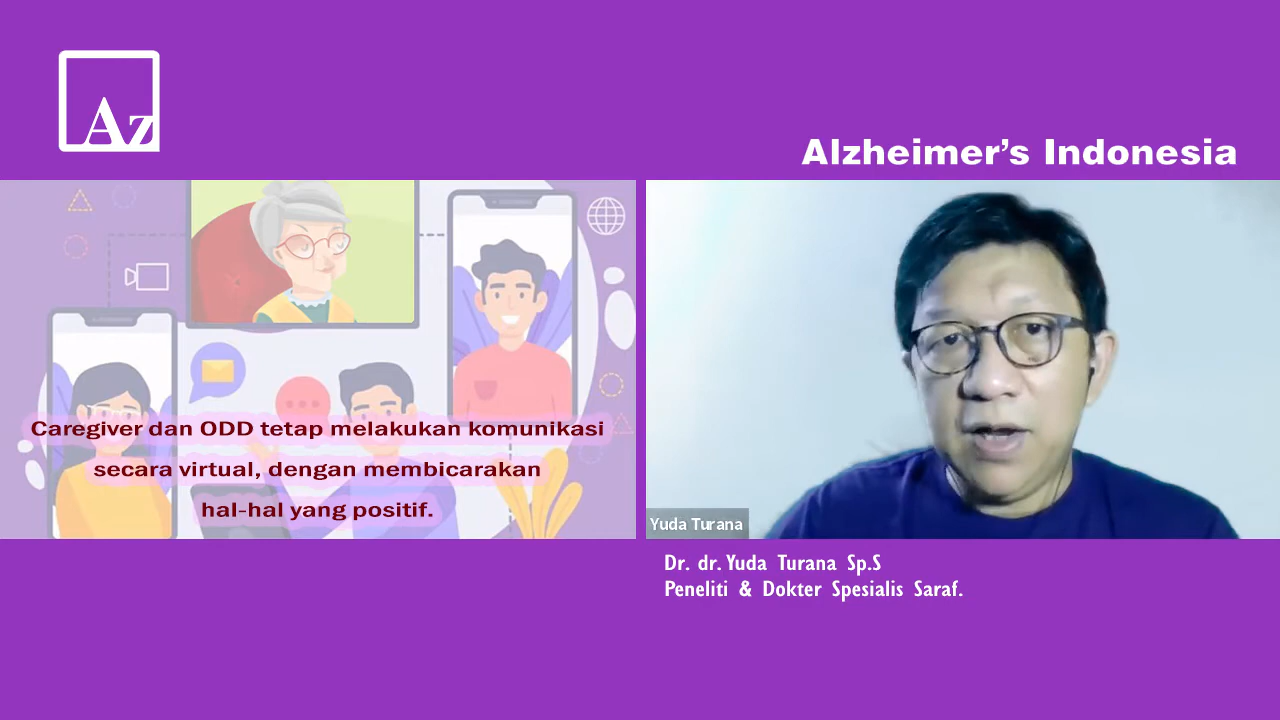 Az
Alzheimer's Indonesia
Caregiver dan ODD tetap melakukan komunikasi
secara virtual, dengan membicarakan
hal-hal yang positif.
Yuda Turana
Dr. dr. Yuda Turana Sp.S
Peneliti & Dokter Spesialis Saraf.